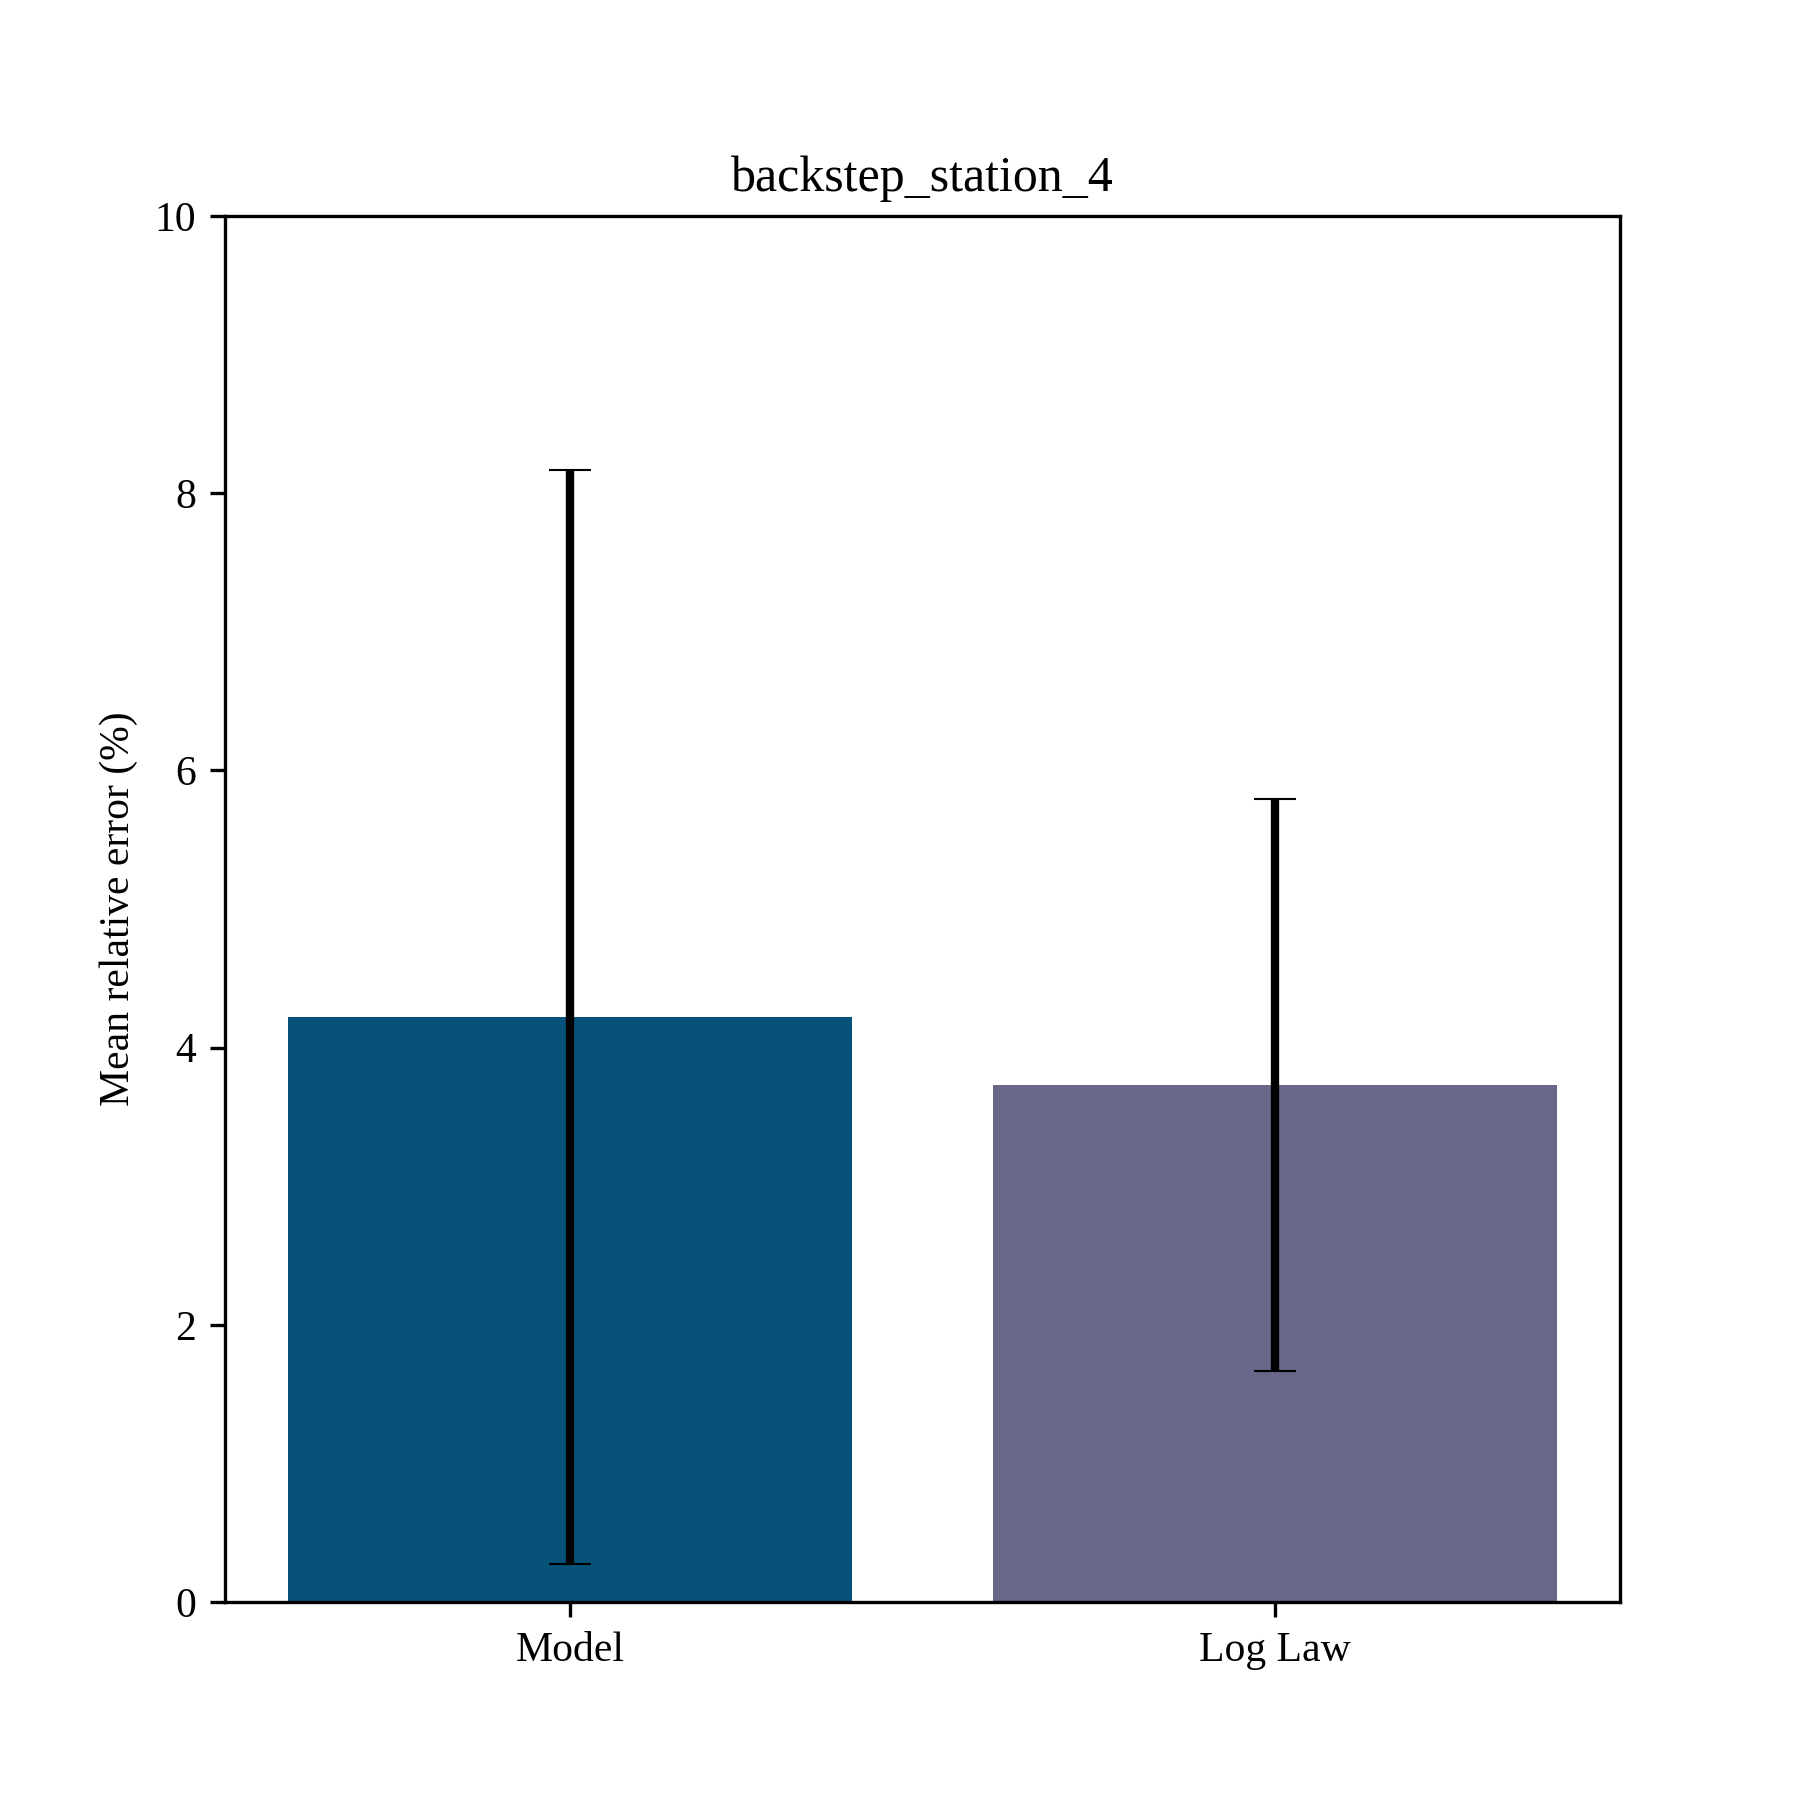 backstep_station_4
10
8
6
4
2
0
Mean relative error (%)
Model
Log Law